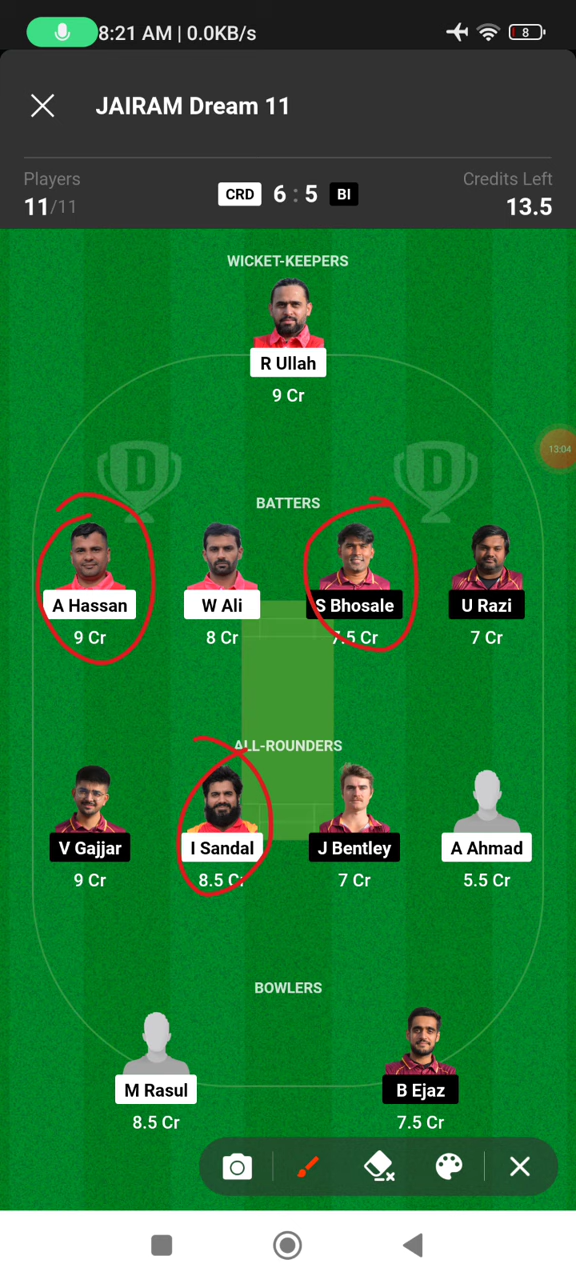 8:21 AM | 0.0KB/s
8
JAIRAM Dream 11
Players
Credits Left
11/11
CRD 6 : 5 BI
13.5
WICKET-KEEPERS
R Ullah
9 Cr
13:04
D D
BATTERS
A Hassan W Ali S Bhosale U Razi
9 Cr 8 Cr 7.5 Cr 7 Cr
ALL-ROUNDERS
V Gajjar I Sandal J Bentley A Ahmad
9 Cr 8.5 Cr 7 Cr 5.5 Cr
BOWLERS
M Rasul B Ejaz
8.5 Cr 7.5 Cr